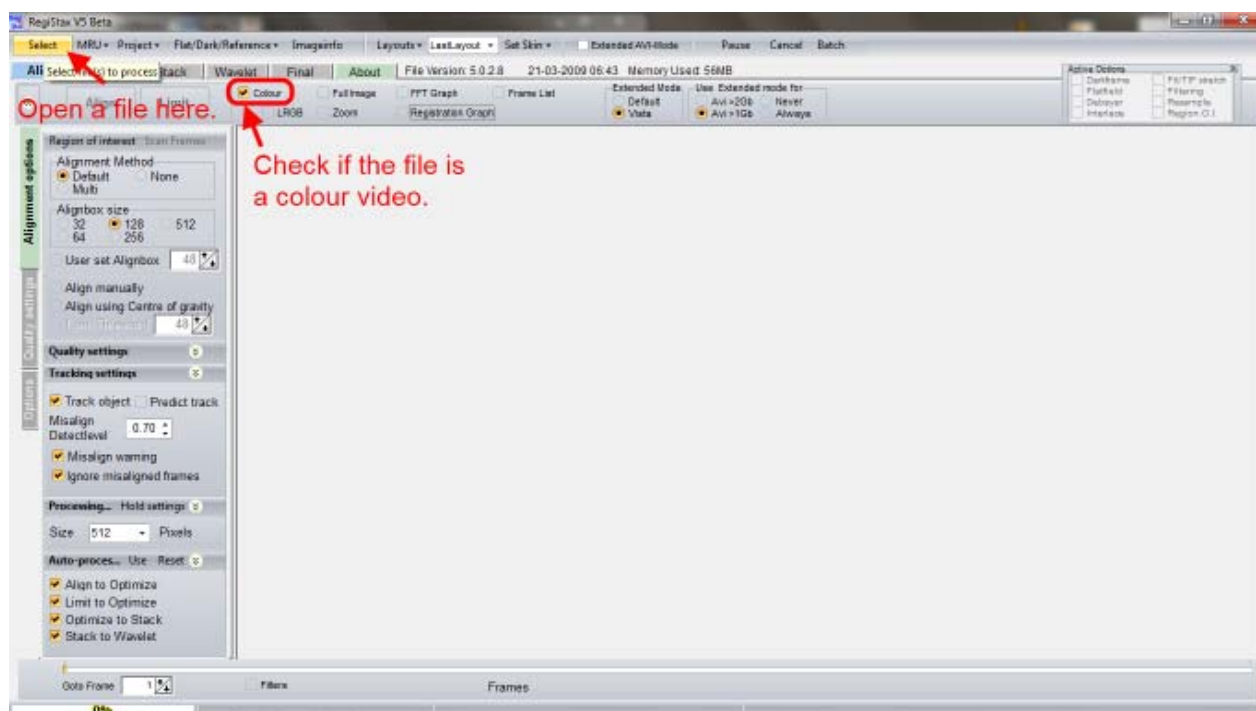 RegiStax V5 Beta
Select MRU Project Flat/Dark/Reference Imageinfo Layouts LastLayout Set Skin Extended AVI-Mode Pause Cancel Batch
Ali Select file(s) to process Stack Wavelet Final About File Version: 5.0.2.8 21-03-2009 06:43 Memory Used: 56MB
Align Limit
Open a file here.
Colour Full Image FFT Graph Frame List
LRGB Zoom Registration Graph
Extended Mode Use Extended mode for
Default Avi >2Gb Never
Vista Avi >1Gb Always
Active Options
Darkframe Fit/TIF stretch
Flatfield Filtering
Debayer Resample
Interlace Region O.I.
Check if the file is
a colour video.
Alignment options
Quality settings
Options
Region of interest Scan Frames
Alignment Method
Default None
Multi
Alignbox size
32 128 512
64 256
User set Alignbox 48
Align manually
Align using Centre of gravity
48
Quality settings
Tracking settings
Track object Predict track
Misalign
Detectlevel 0.70
Misalign warning
Ignore misaligned frames
Processing... Hold settings
Size 512 Pixels
Auto-proces... Use Reset
Align to Optimize
Limit to Optimize
Optimize to Stack
Stack to Wavelet
Goto Frame 1 Filters Frames
0%